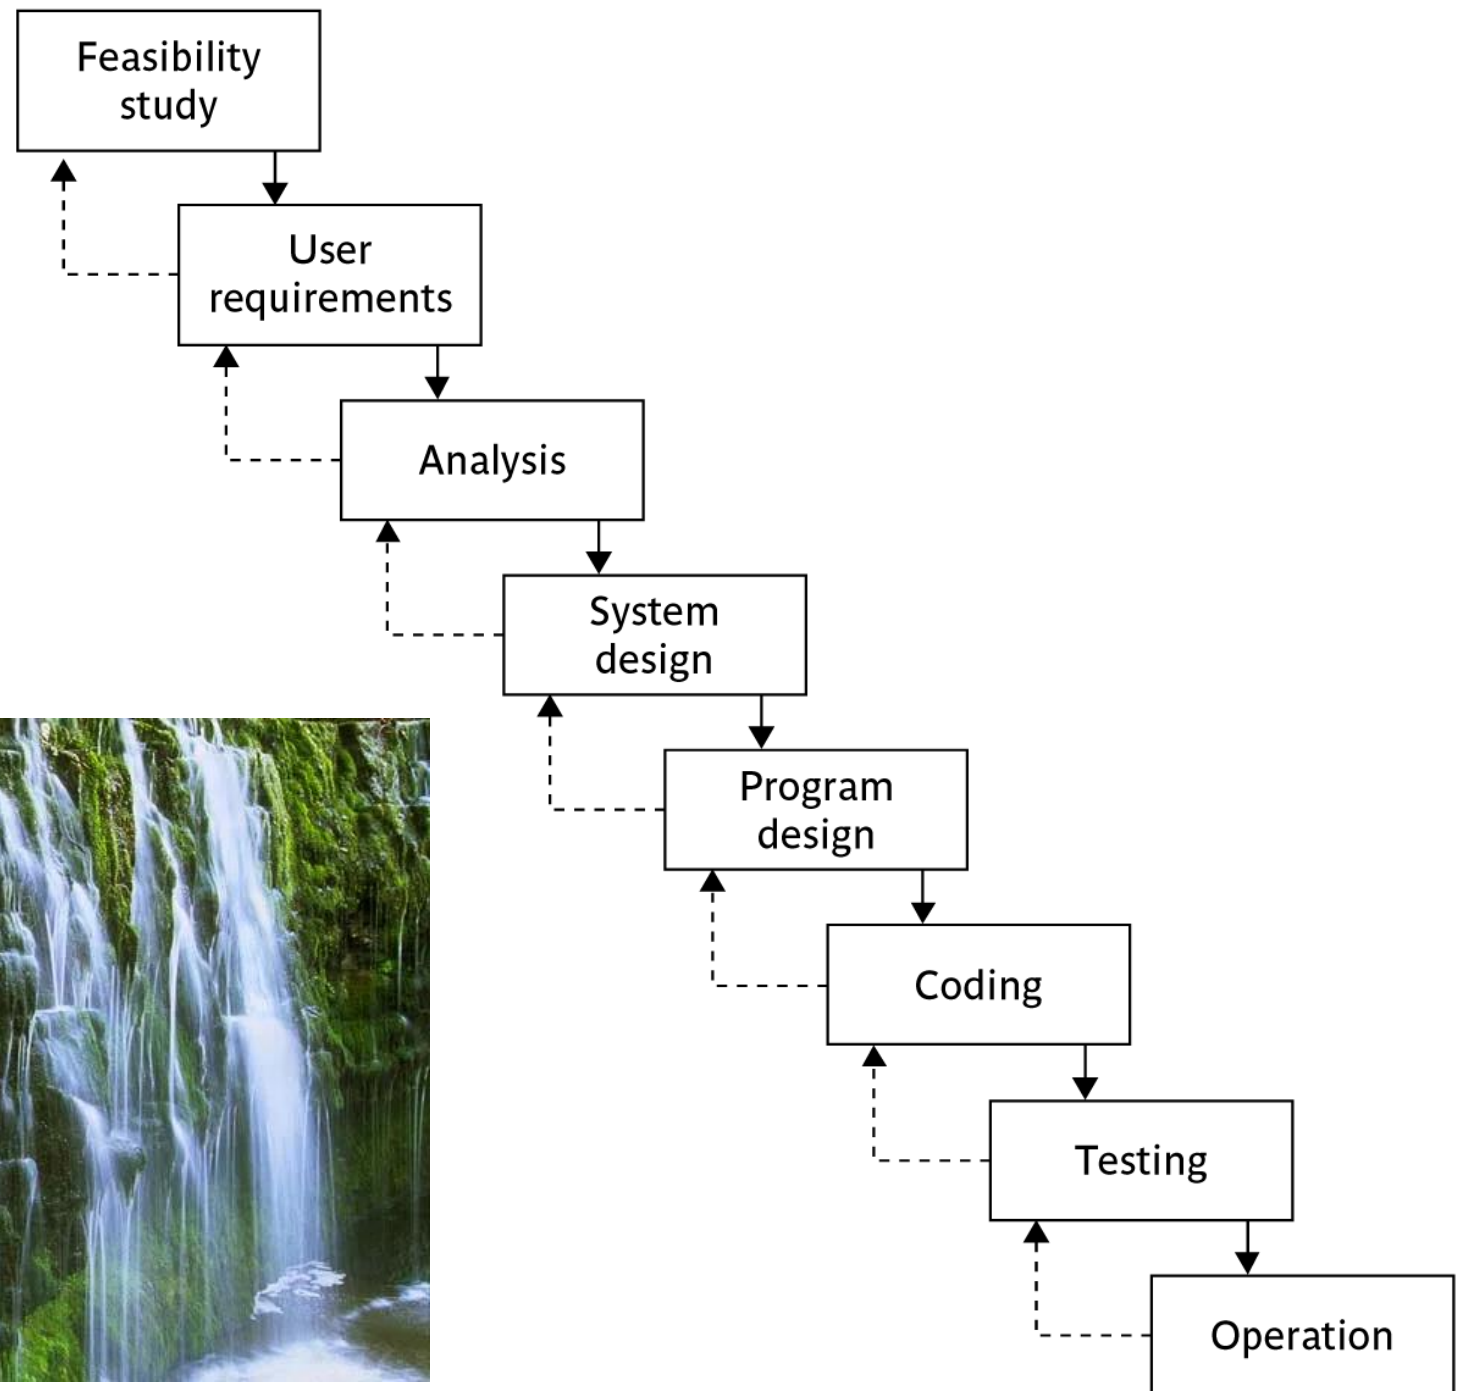 Feasibility
study
User
requirements
Analysis
System
design
Program
design
Coding
Testing
Operation